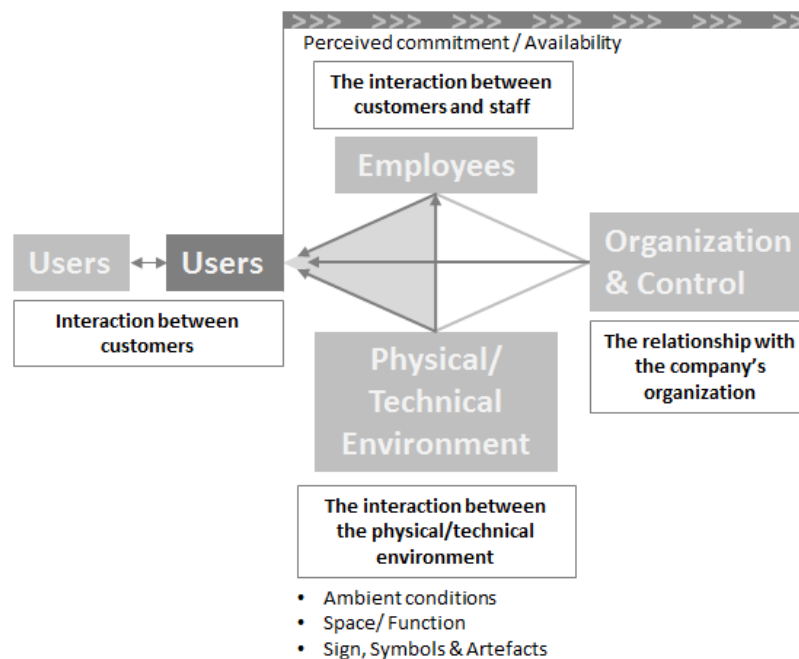 >>> >>> >>> >>> >>> >>> >>> >>
Perceived commitment / Availability
The interaction between
customers and staff
Employees
Users
Users
Organization
& Control
Interaction between
customers
The relationship with
the company's
organization
Physical/
Technical
Environment
The interaction between
the physical/technical
environment
• Ambient conditions
• Space/ Function
• Sign, Symbols & Artefacts